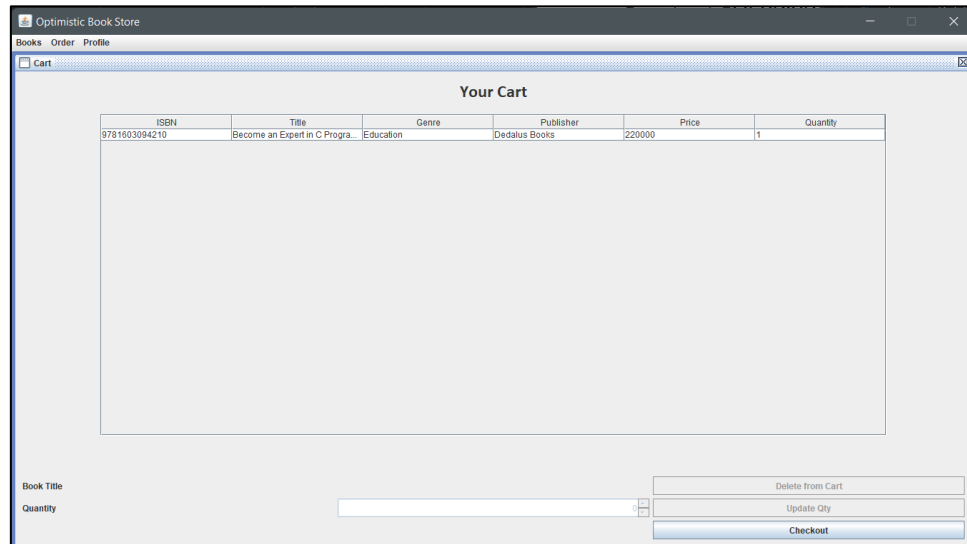 Optimistic Book Store
Books Order Profile
Cart
Your Cart
ISBN Title Genre Publisher Price Quantity
9781603094210 Become an Expert in C Progra... Education Dedalus Books 220000 1
Book Title
Delete from Cart
Quantity 0 Update Qty
Checkout